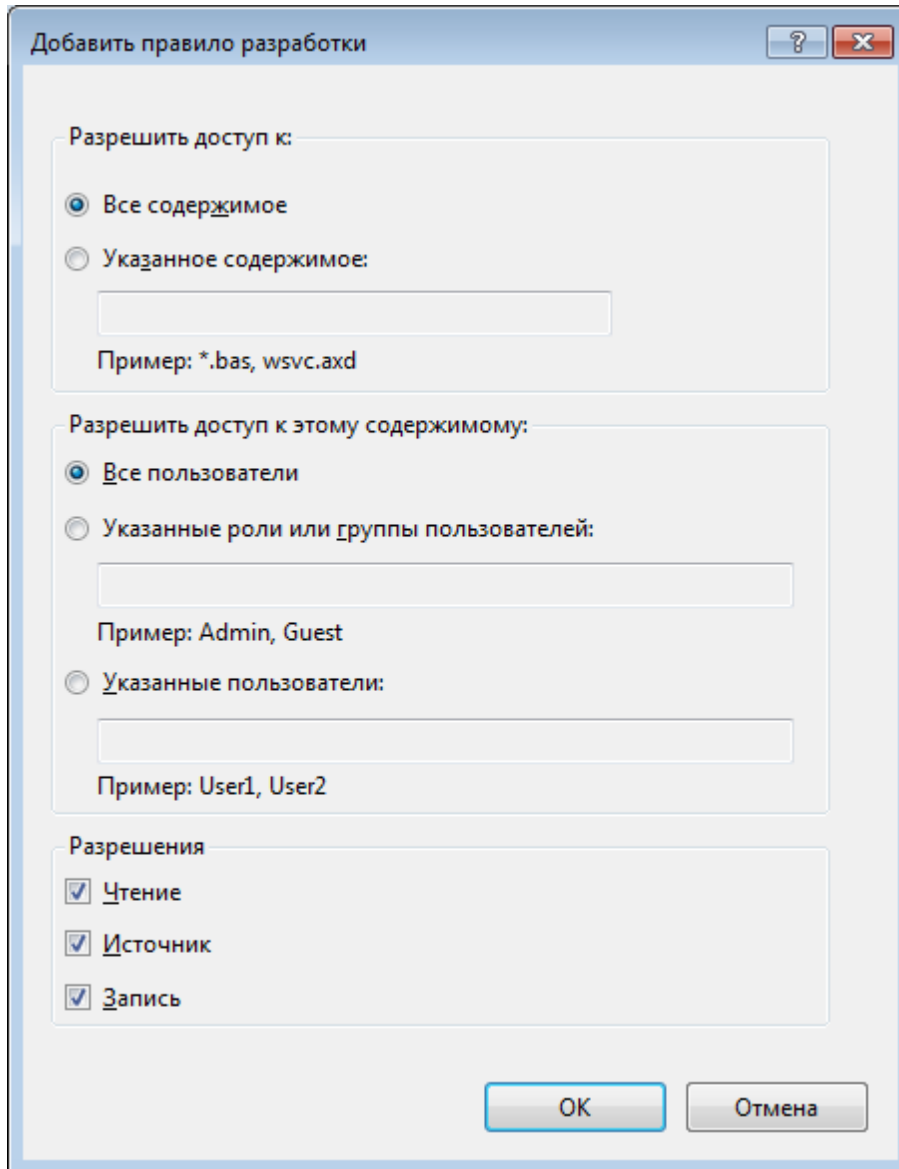 Добавить правило разработки
Разрешить доступ к:
Все содержимое
Указанное содержимое:
Пример: *.bas, wsvc.axd
Разрешить доступ к этому содержимому:
Все пользователи
Указанные роли или группы пользователей:
Пример: Admin, Guest
Указанные пользователи:
Пример: User1, User2
Разрешения
Чтение
Источник
Запись
ОК Отмена